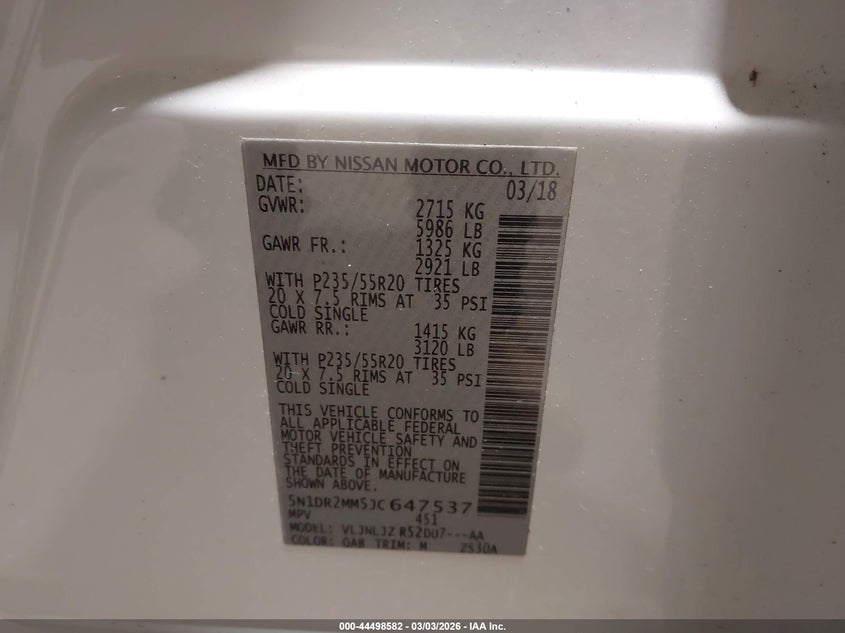 MFD BY NISSAN MOTOR CO., LTD.
DATE: 03/18
GVWR: 2715 KG
5986 LB
GAWR FR.: 1325 KG
2921 LB
WITH P235/55R20 TIRES
20 X 7.5 RIMS AT 35 PSI
COLD SINGLE
GAWR RR.: 1415 KG
3120 LB
WITH P235/55R20 TIRES
20 X 7.5 RIMS AT 35 PSI
COLD SINGLE
THIS VEHICLE CONFORMS TO
ALL APPLICABLE FEDERAL
MOTOR VEHICLE SAFETY AND
THEFT PREVENTION
STANDARDS IN EFFECT ON
THE DATE OF MANUFACTURE
SHOWN ABOVE.
5N1DR2MM5JC647537
MPV 451
MODEL: VLJNLJZ R52DU7---AA
COLOR: QAB TRIM: M 2S30A
000-44498582 - 03/03/2026 - IAA Inc.